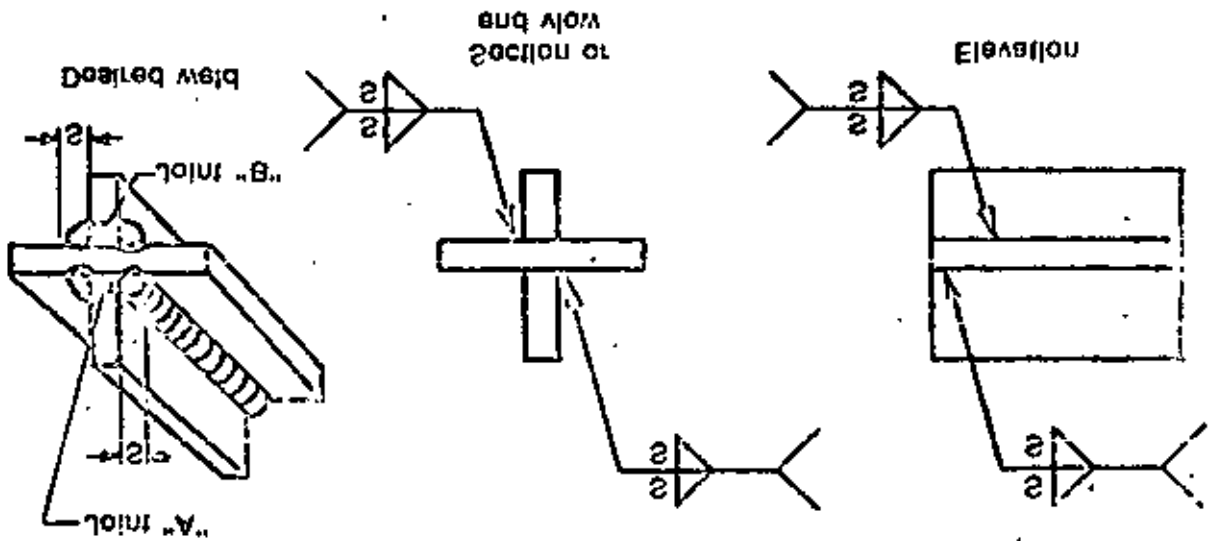 Joint "A"
S
S
S
S
S
Joint "B"
S
S
S
S
S
Desired weld
Section or
end view
Elevation